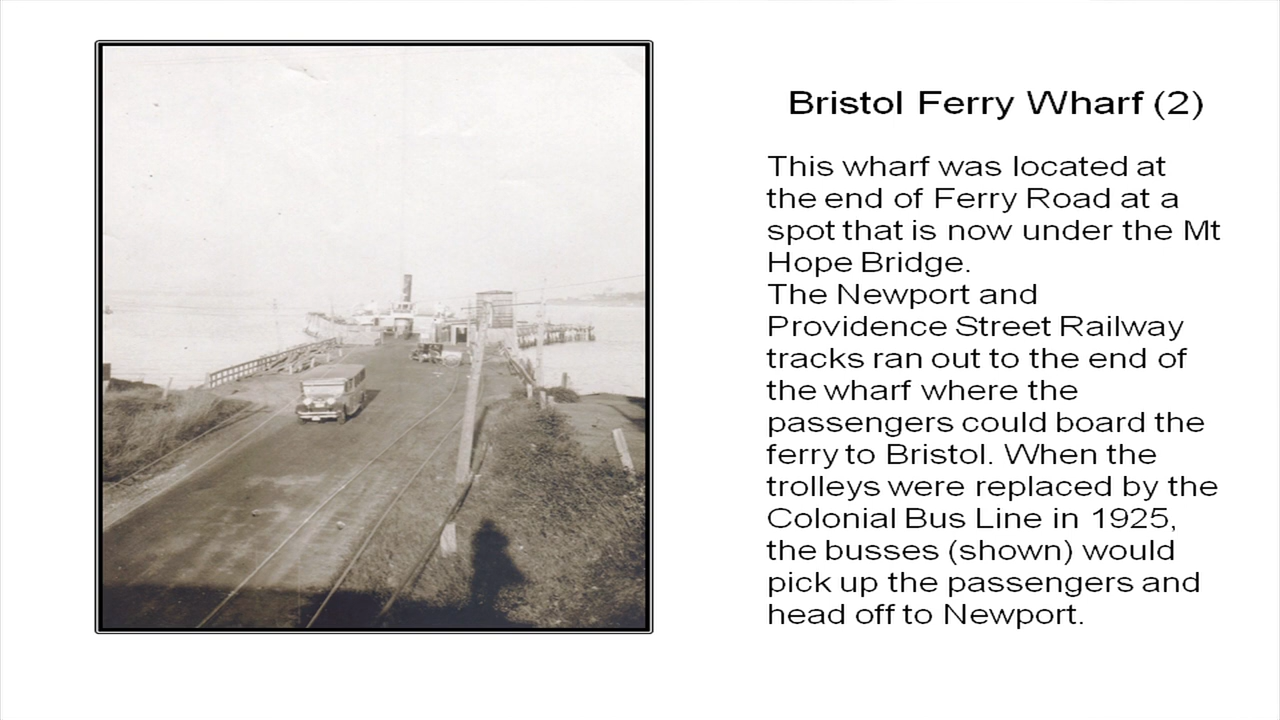 Bristol Ferry Wharf (2)
This wharf was located at
the end of Ferry Road at a
spot that is now under the Mt
Hope Bridge.
The Newport and
Providence Street Railway
tracks ran out to the end of
the wharf where the
passengers could board the
ferry to Bristol. When the
trolleys were replaced by the
Colonial Bus Line in 1925,
the busses (shown) would
pick up the passengers and
head off to Newport.